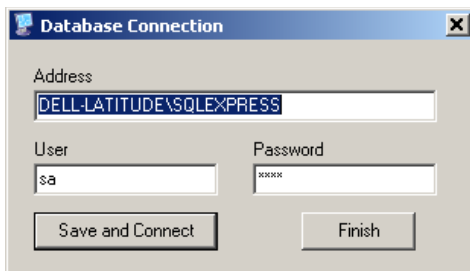 Database Connection
Address
DELL-LATITUDE\SQLEXPRESS
User Password
sa ****
Save and Connect Finish